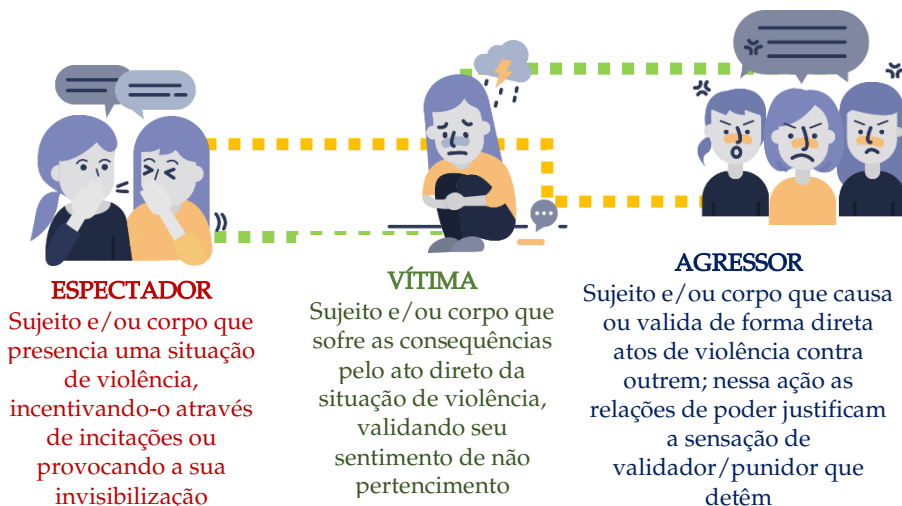 ESPECTADOR
Sujeito e/ou corpo que
presencia uma situação
de violência,
incentivando-o através
de incitações ou
provocando a sua
invisibilização
VÍTIMA
Sujeito e/ou corpo que
sofre as consequências
pelo ato direto da
situação de violência,
validando seu
sentimento de não
pertencimento
AGRESSOR
Sujeito e/ou corpo que causa
ou valida de forma direta
atos de violência contra
outrem; nessa ação as
relações de poder justificam
a sensação de
validador/punidor que
detêm